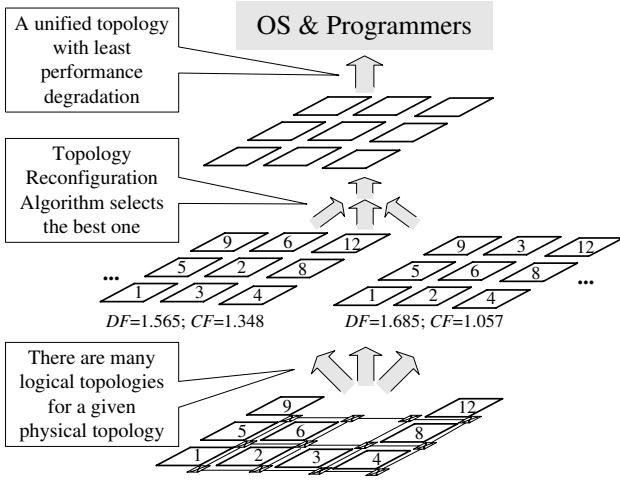 A unified topology
with least
performance
degradation
OS & Programmers
Topology
Reconfiguration
Algorithm selects
the best one
9 6 12
5 2 8
1 3 4
...
DF=1.565; CF=1.348
9 3 12
5 6 8
1 2 4
...
DF=1.685; CF=1.057
There are many
logical topologies
for a given
physical topology
9 12
5 6 8
1 2 3 4